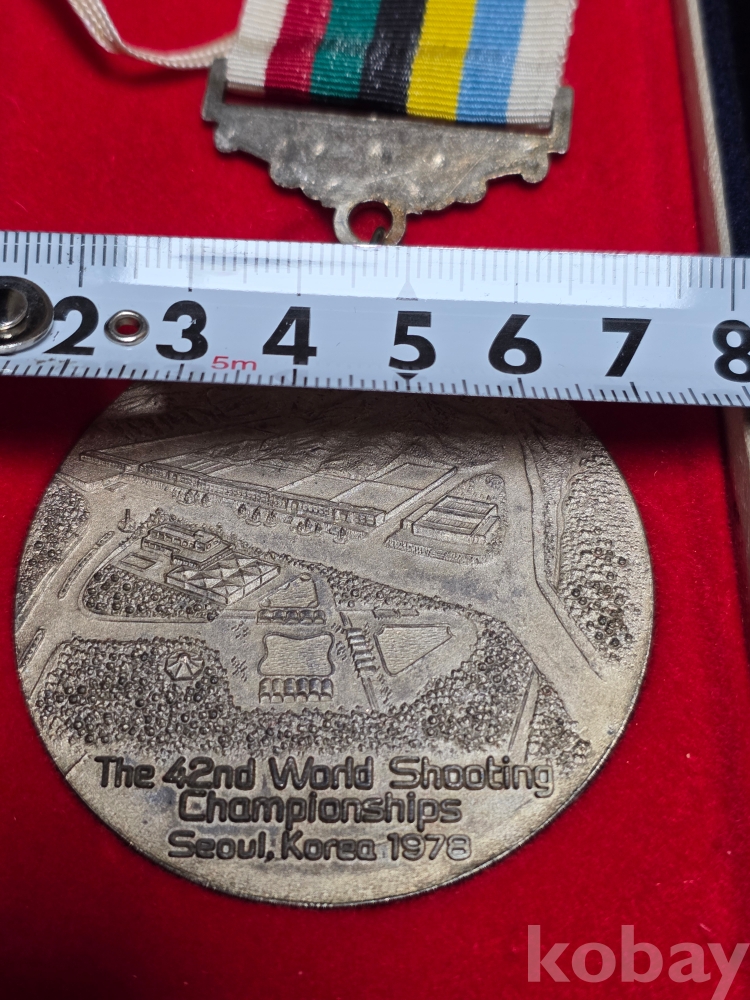 2 3 4 5 6 7 8
5m
The 42nd World Shooting
Championships
Seoul, Korea 1978
kobay